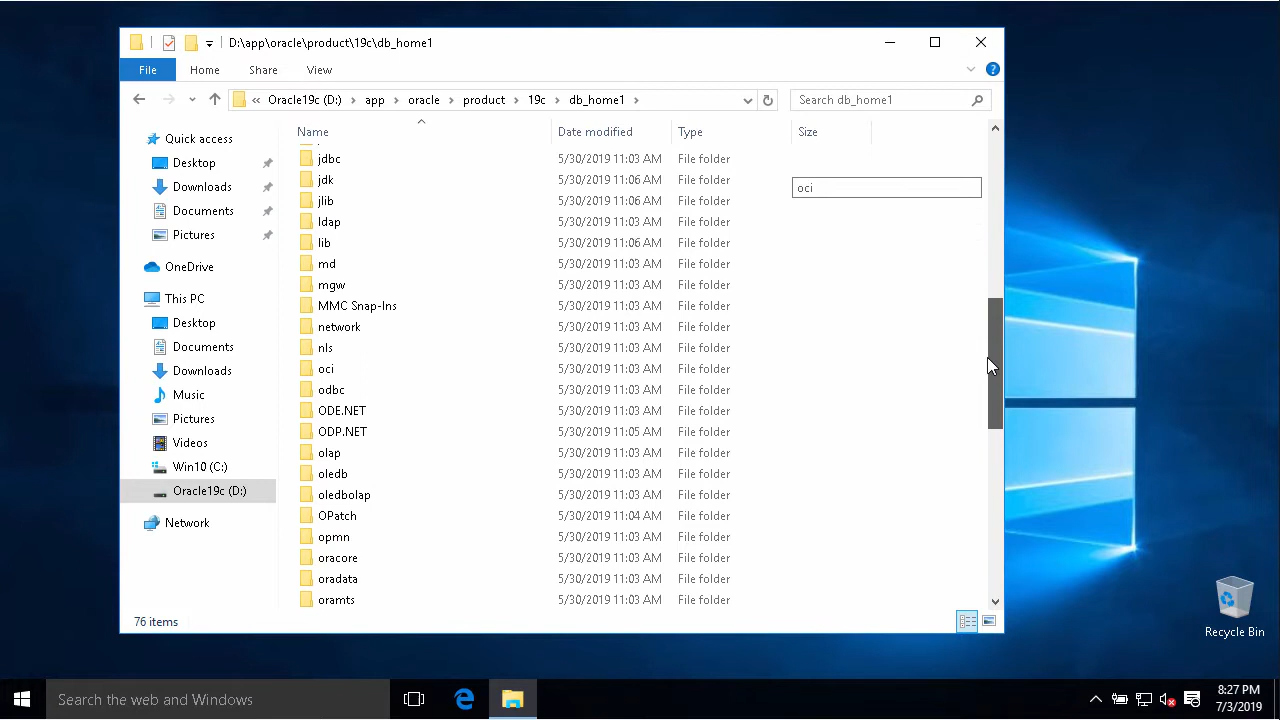 D:\app\oracle\product\19c\db_home1
File Home Share View
« Oracle19c (D:) › app › oracle › product › 19c › db_home1 ›
Search db_home1
Name Date modified Type Size
jdbc 5/30/2019 11:03 AM File folder
jdk 5/30/2019 11:06 AM File folder
oci
jlib 5/30/2019 11:06 AM File folder
ldap 5/30/2019 11:03 AM File folder
lib 5/30/2019 11:06 AM File folder
md 5/30/2019 11:03 AM File folder
mgw 5/30/2019 11:03 AM File folder
MMC Snap-Ins 5/30/2019 11:03 AM File folder
network 5/30/2019 11:03 AM File folder
nls 5/30/2019 11:03 AM File folder
oci 5/30/2019 11:03 AM File folder
odbc 5/30/2019 11:03 AM File folder
ODE.NET 5/30/2019 11:03 AM File folder
ODP.NET 5/30/2019 11:05 AM File folder
olap 5/30/2019 11:03 AM File folder
oledb 5/30/2019 11:03 AM File folder
oledbolap 5/30/2019 11:03 AM File folder
OPatch 5/30/2019 11:04 AM File folder
opmn 5/30/2019 11:03 AM File folder
oracore 5/30/2019 11:03 AM File folder
oradata 5/30/2019 11:03 AM File folder
oramts 5/30/2019 11:03 AM File folder
Quick access
Desktop
Downloads
Documents
Pictures
OneDrive
This PC
Desktop
Documents
Downloads
Music
Pictures
Videos
Win10 (C:)
Oracle19c (D:)
Network
76 items
Recycle Bin
Search the web and Windows
8:27 PM
7/3/2019